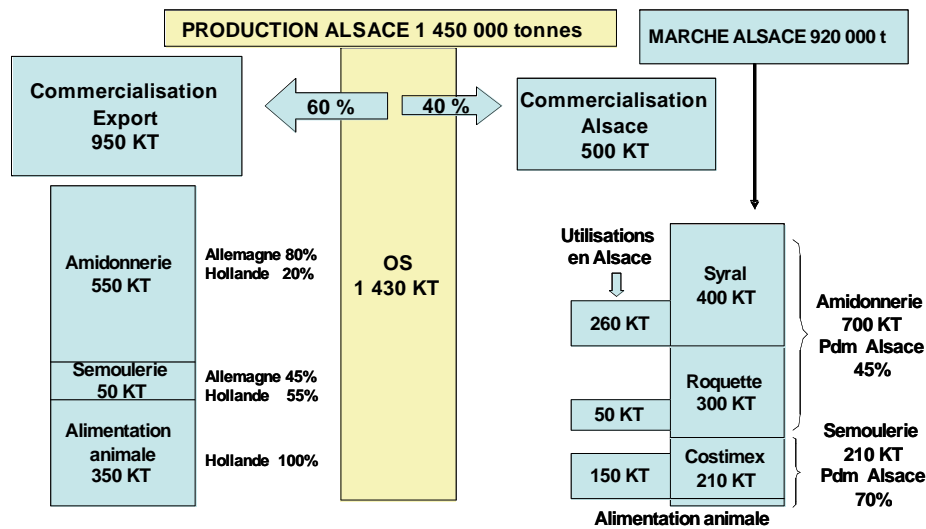 PRODUCTION ALSACE 1 450 000 tonnes
MARCHE ALSACE 920 000 t
Commercialisation
Export
950 KT
60 %
40 %
Commercialisation
Alsace
500 KT
Amidonnerie
550 KT
Allemagne 80%
Hollande 20%
Semoulerie
50 KT
Allemagne 45%
Hollande 55%
Alimentation
animale
350 KT
Hollande 100%
OS
1 430 KT
Utilisations
en Alsace
260 KT
50 KT
150 KT
Syral
400 KT
Roquette
300 KT
Costimex
210 KT
Alimentation animale
Amidonnerie
700 KT
Pdm Alsace
45%
Semoulerie
210 KT
Pdm Alsace
70%